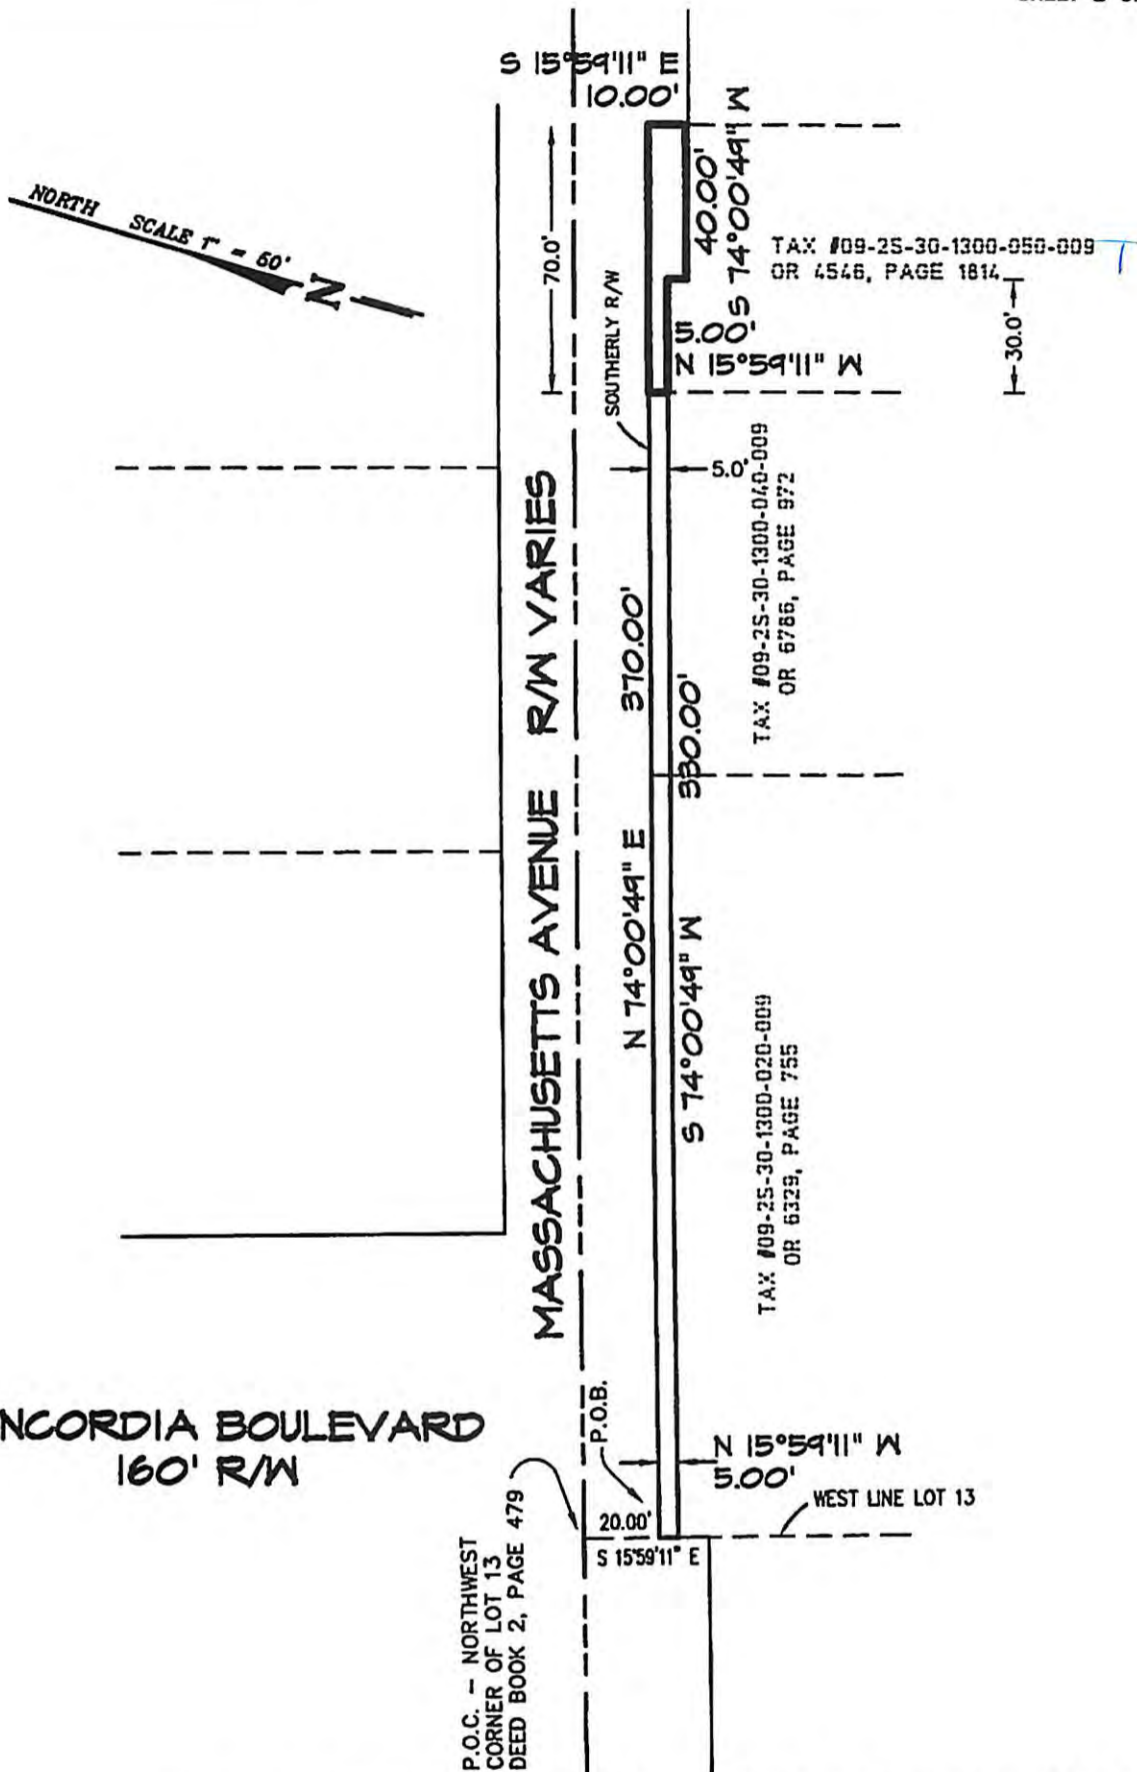 S 15°59'11" E
10.00'
NORTH SCALE 1" = 60'
N
70.0'
40.00'
S 74°00'49" W
TAX #09-2S-30-1300-050-009
OR 4546, PAGE 1814
30.0'
5.00'
N 15°59'11" W
SOUTHERLY R/W
5.0'
TAX #09-2S-30-1300-040-009
OR 6786, PAGE 972
MASSACHUSETTS AVENUE R/W VARIES
370.00'
330.00'
N 74°00'49" E
S 74°00'49" W
TAX #09-2S-30-1300-020-009
OR 6329, PAGE 755
NCORDIA BOULEVARD
160' R/W
P.O.B.
N 15°59'11" W
5.00'
WEST LINE LOT 13
20.00'
S 15°59'11" E
P.O.C. - NORTHWEST
CORNER OF LOT 13
DEED BOOK 2, PAGE 479